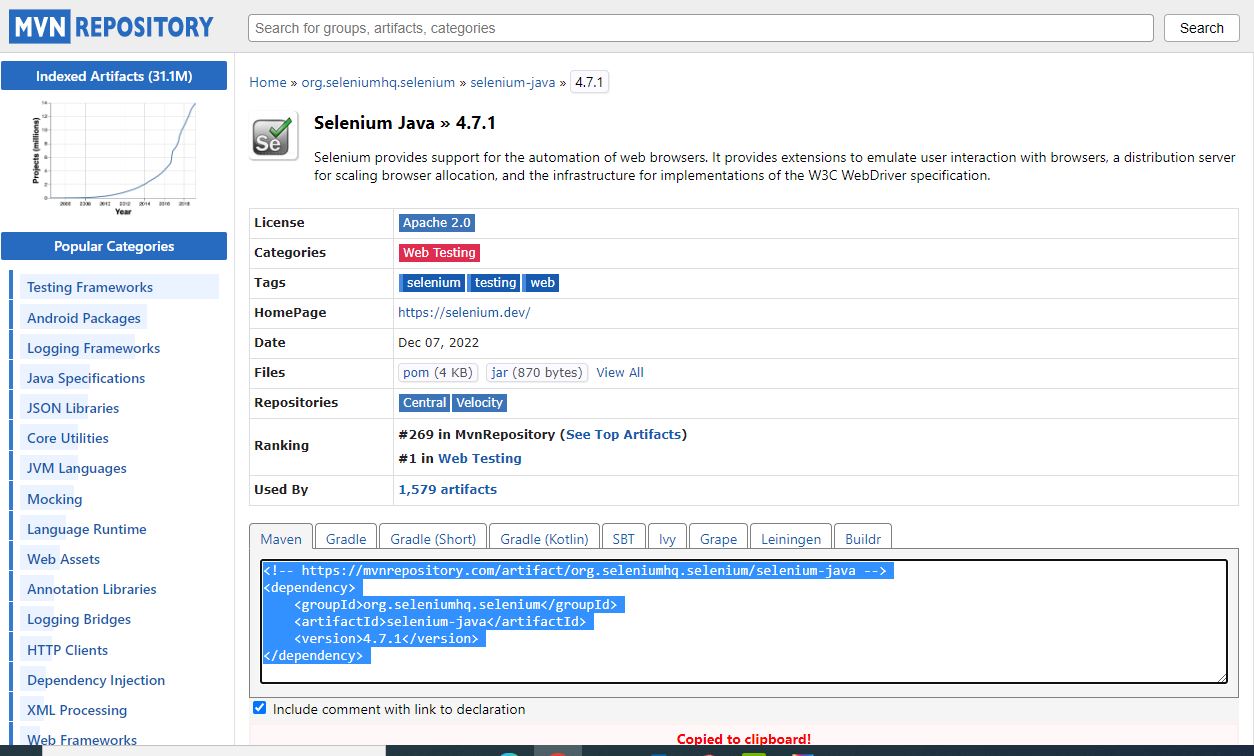 MVN REPOSITORY
Search for groups, artifacts, categories
Search
Indexed Artifacts (31.1M)
Projects (millions)
14
12
10
8
6
4
2
0
2006 2008 2010 2012 2014 2016 2018
Year
Popular Categories
Testing Frameworks
Android Packages
Logging Frameworks
Java Specifications
JSON Libraries
Core Utilities
JVM Languages
Mocking
Language Runtime
Web Assets
Annotation Libraries
Logging Bridges
HTTP Clients
Dependency Injection
XML Processing
Web Frameworks
Home » org.seleniumhq.selenium » selenium-java » 4.7.1
Se
Selenium Java » 4.7.1
Selenium provides support for the automation of web browsers. It provides extensions to emulate user interaction with browsers, a distribution server
for scaling browser allocation, and the infrastructure for implementations of the W3C WebDriver specification.
License Apache 2.0
Categories Web Testing
Tags selenium testing web
HomePage https://selenium.dev/
Date Dec 07, 2022
Files pom (4 KB) jar (870 bytes) View All
Repositories Central Velocity
Ranking
#269 in MvnRepository (See Top Artifacts)
#1 in Web Testing
Used By 1,579 artifacts
Maven Gradle Gradle (Short) Gradle (Kotlin) SBT Ivy Grape Leiningen Buildr
<!-- https://mvnrepository.com/artifact/org.seleniumhq.selenium/selenium-java -->
<dependency>
    <groupId>org.seleniumhq.selenium</groupId>
    <artifactId>selenium-java</artifactId>
    <version>4.7.1</version>
</dependency>
Include comment with link to declaration
Copied to clipboard!